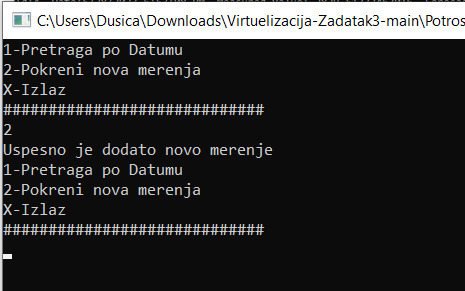 C:\Users\Dusica\Downloads\Virtuelizacija-Zadatak3-main\Potros
1-Pretraga po Datumu
2-Pokreni nova merenja
X-Izlaz
#############################
2
Uspesno je dodato novo merenje
1-Pretraga po Datumu
2-Pokreni nova merenja
X-Izlaz
#############################